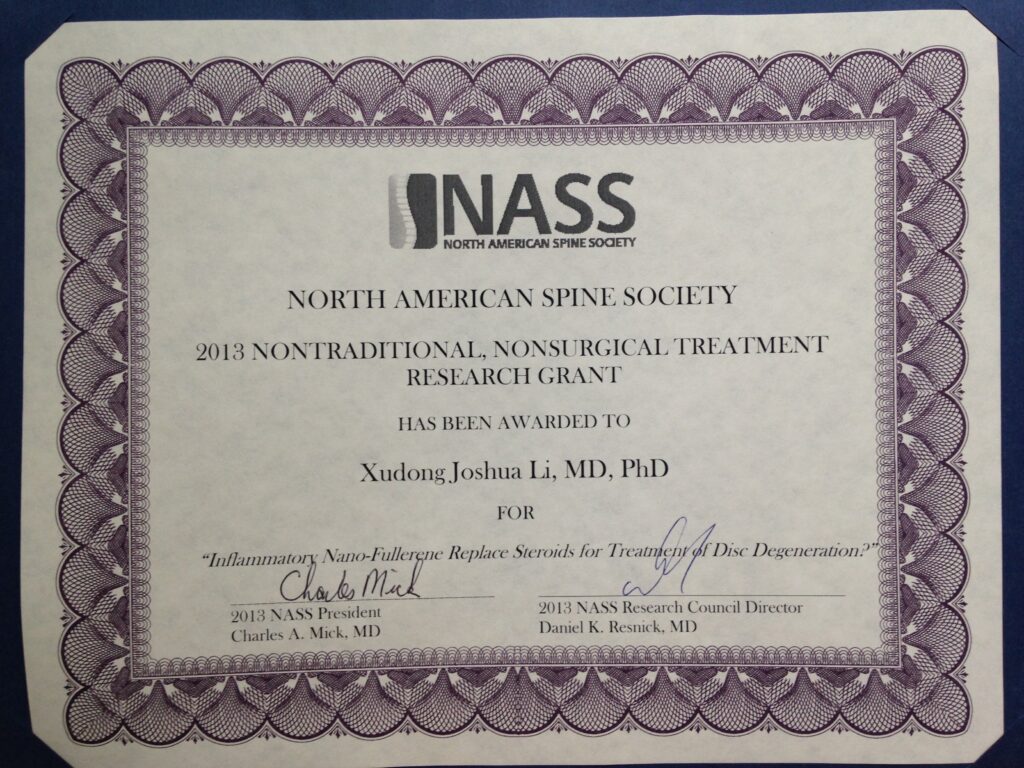 NASS
NORTH AMERICAN SPINE SOCIETY
NORTH AMERICAN SPINE SOCIETY
2013 NONTRADITIONAL, NONSURGICAL TREATMENT
RESEARCH GRANT
HAS BEEN AWARDED TO
Xudong Joshua Li, MD, PhD
FOR
“Inflammatory Nano-Fullerene Replace Steroids for Treatment of Disc Degeneration?”
Charles Mick
2013 NASS President
Charles A. Mick, MD
2013 NASS Research Council Director
Daniel K. Resnick, MD